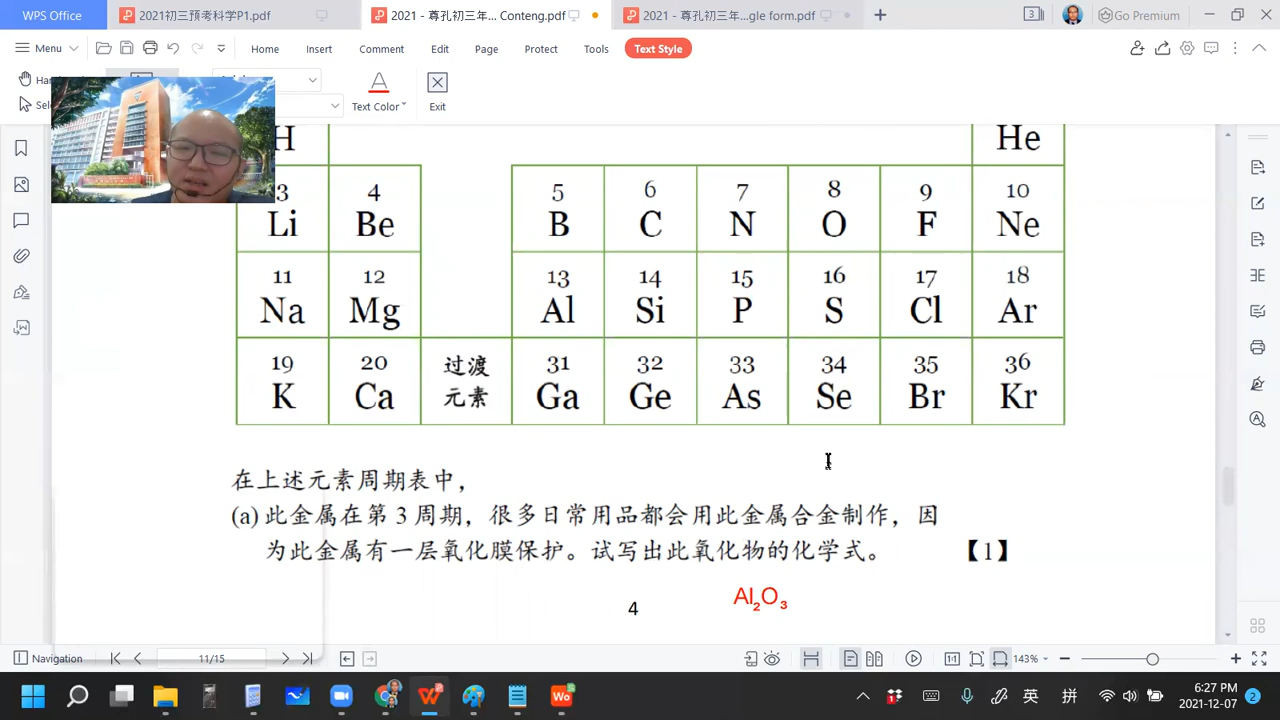 WPS Office
2021初三预考科学P1.pdf
2021 - 尊孔初三年... Conteng.pdf
2021 - 尊孔初三年...gle form.pdf
3
Go Premium
Menu
Home
Insert
Comment
Edit
Page
Protect
Tools
Text Style
Text Color
Exit
H
He
3
4
5
6
7
8
9
10
Li
Be
B
C
N
O
F
Ne
11
12
13
14
15
16
17
18
Na
Mg
Al
Si
P
S
Cl
Ar
19
20
过渡
31
32
33
34
35
36
K
Ca
元素
Ga
Ge
As
Se
Br
Kr
在上述元素周期表中，
(a) 此金属在第 3 周期，很多日常用品都会用此金属合金制作，因
为此金属有一层氧化膜保护。试写出此氧化物的化学式。 【1】
Al₂O₃
4
Navigation
11/15
143%
英
拼
6:27 PM
2021-12-07